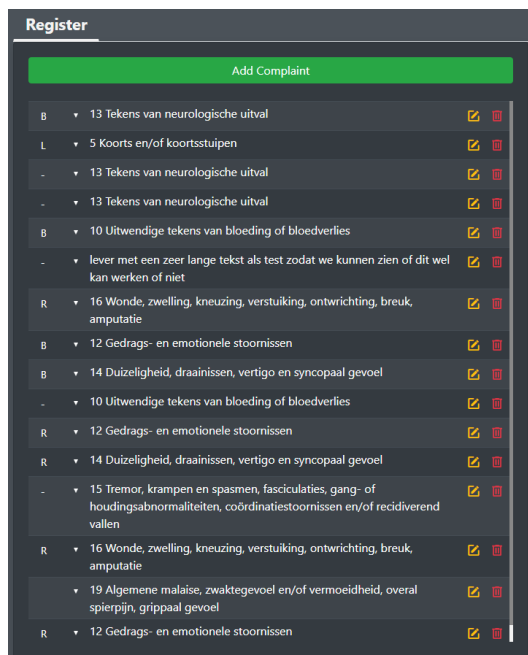 Register
Add Complaint
B ▾ 13 Tekens van neurologische uitval
L ▾ 5 Koorts en/of koortsstuipen
- ▾ 13 Tekens van neurologische uitval
- ▾ 13 Tekens van neurologische uitval
B ▾ 10 Uitwendige tekens van bloeding of bloedverlies
- ▾ lever met een zeer lange tekst als test zodat we kunnen zien of dit wel
kan werken of niet
R ▾ 16 Wonde, zwelling, kneuzing, verstuiking, ontwrichting, breuk,
amputatie
B ▾ 12 Gedrags- en emotionele stoornissen
B ▾ 14 Duizeligheid, draainissen, vertigo en syncopaal gevoel
- ▾ 10 Uitwendige tekens van bloeding of bloedverlies
R ▾ 12 Gedrags- en emotionele stoornissen
R ▾ 14 Duizeligheid, draainissen, vertigo en syncopaal gevoel
- ▾ 15 Tremor, krampen en spasmen, fasciculaties, gang- of
houdingsabnormaliteiten, coördinatiestoornissen en/of recidiverend
vallen
R ▾ 16 Wonde, zwelling, kneuzing, verstuiking, ontwrichting, breuk,
amputatie
▾ 19 Algemene malaise, zwaktegevoel en/of vermoeidheid, overal
spierpijn, grippaal gevoel
R ▾ 12 Gedrags- en emotionele stoornissen